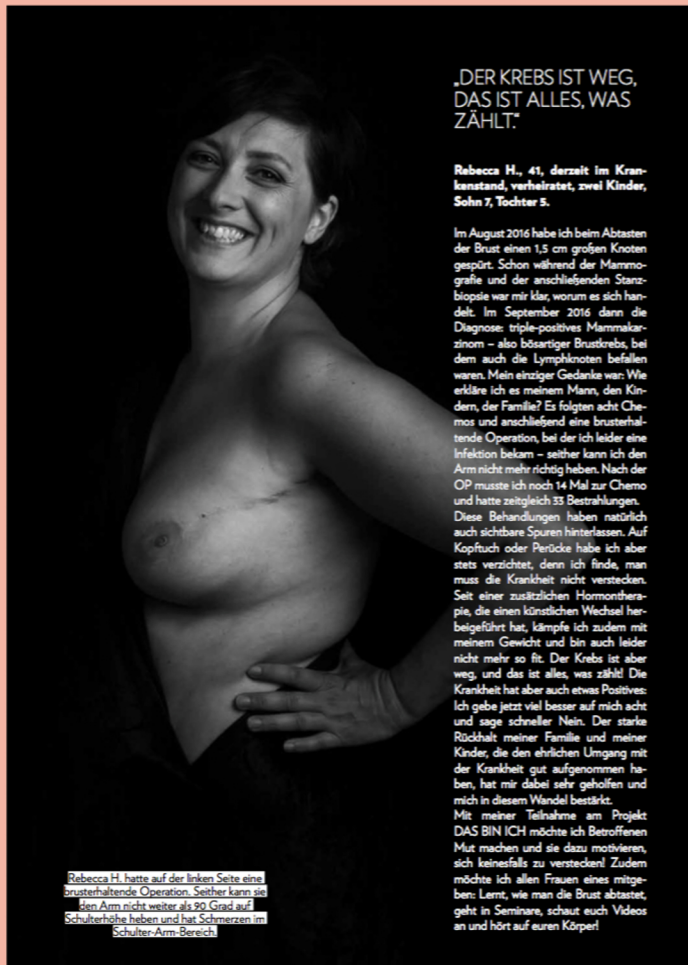 „DER KREBS IST WEG,
DAS IST ALLES, WAS
ZÄHLT.“
Rebecca H., 41, derzeit im Kran-
kenstand, verheiratet, zwei Kinder,
Sohn 7, Tochter 5.
Im August 2016 habe ich beim Abtasten
der Brust einen 1,5 cm großen Knoten
gespürt. Schon während der Mammo-
grafie und der anschließenden Stanz-
biopsie war mir klar, worum es sich han-
delt. Im September 2016 dann die
Diagnose: triple-positives Mammakar-
zinom – also bösartiger Brustkrebs, bei
dem auch die Lymphknoten befallen
waren. Mein einziger Gedanke war: Wie
erkläre ich es meinem Mann, den Kin-
dern, der Familie? Es folgten acht Che-
mos und anschließend eine brusterhal-
tende Operation, bei der ich leider eine
Infektion bekam – seither kann ich den
Arm nicht mehr richtig heben. Nach der
OP musste ich noch 14 Mal zur Chemo
und hatte zeitgleich 33 Bestrahlungen.
Diese Behandlungen haben natürlich
auch sichtbare Spuren hinterlassen. Auf
Kopftuch oder Perücke habe ich aber
stets verzichtet, denn ich finde, man
muss die Krankheit nicht verstecken.
Seit einer zusätzlichen Hormonthera-
pie, die einen künstlichen Wechsel her-
beigeführt hat, kämpfe ich zudem mit
meinem Gewicht und bin auch leider
nicht mehr so fit. Der Krebs ist aber
weg, und das ist alles, was zählt! Die
Krankheit hat aber auch etwas Positives:
Ich gebe jetzt viel besser auf mich acht
und sage schneller Nein. Der starke
Rückhalt meiner Familie und meiner
Kinder, die den ehrlichen Umgang mit
der Krankheit gut aufgenommen ha-
ben, hat mir dabei sehr geholfen und
mich in diesem Wandel bestärkt.
Mit meiner Teilnahme am Projekt
DAS BIN ICH möchte ich Betroffenen
Mut machen und sie dazu motivieren,
sich keinesfalls zu verstecken! Zudem
möchte ich allen Frauen eines mitge-
ben: Lernt, wie man die Brust abtastet,
geht in Seminare, schaut euch Videos
an und hört auf euren Körper!
Rebecca H. hatte auf der linken Seite eine
brusterhaltende Operation. Seither kann sie
den Arm nicht weiter als 90 Grad auf
Schulterhöhe heben und hat Schmerzen im
Schulter-Arm-Bereich.